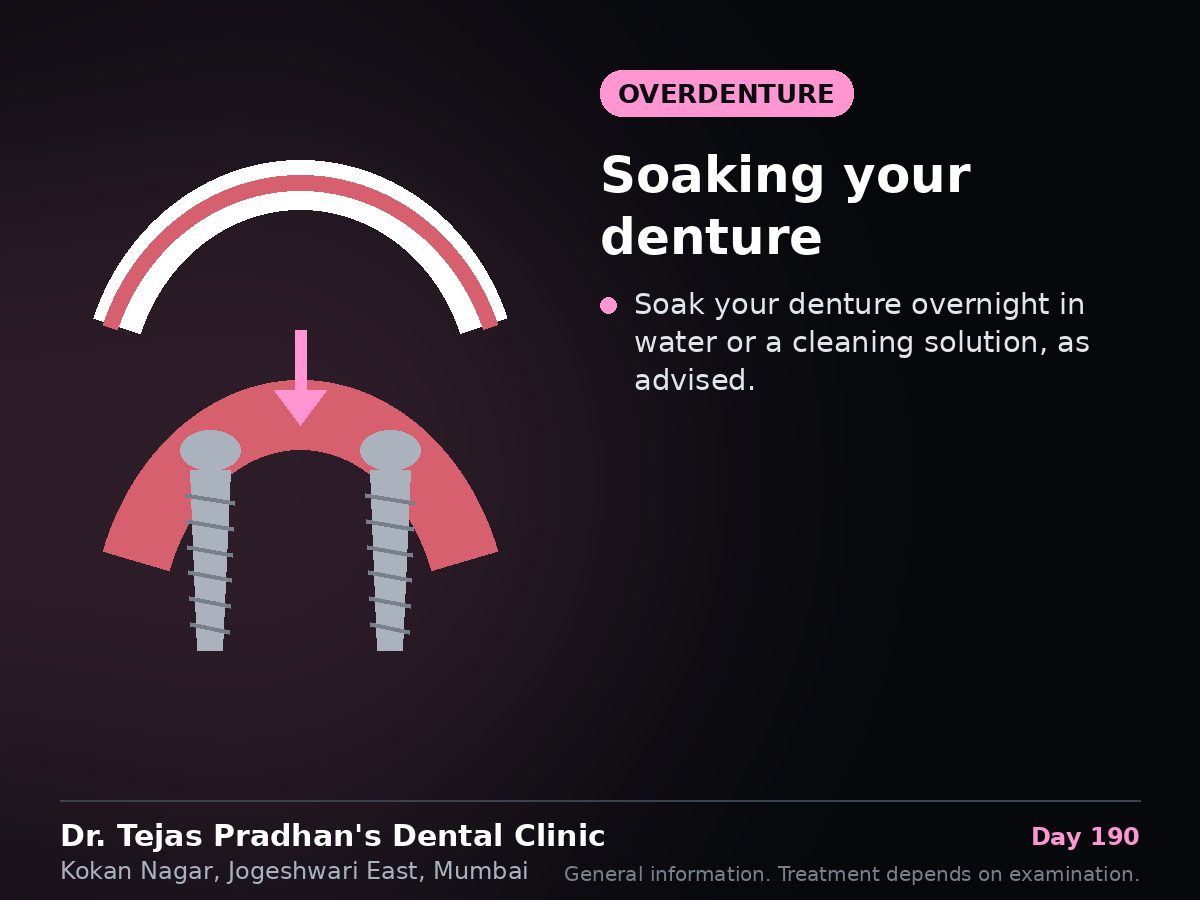 OVERDENTURE
Soaking your
denture
Soak your denture overnight in
water or a cleaning solution, as
advised.
Dr. Tejas Pradhan's Dental Clinic
Day 190
Kokan Nagar, Jogeshwari East, Mumbai
General information. Treatment depends on examination.